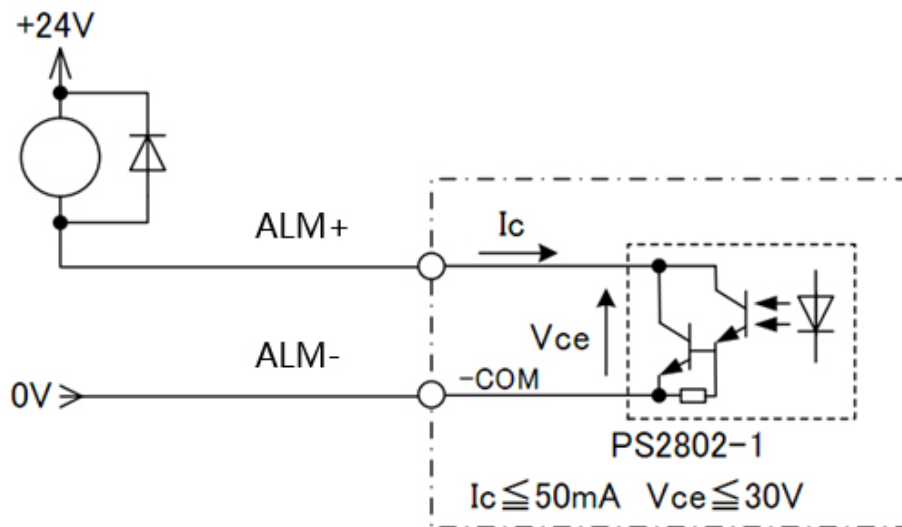 +24V
ALM+
Ic
Vce
ALM-
-COM
0V
PS2802-1
Ic≦50mA Vce≦30V